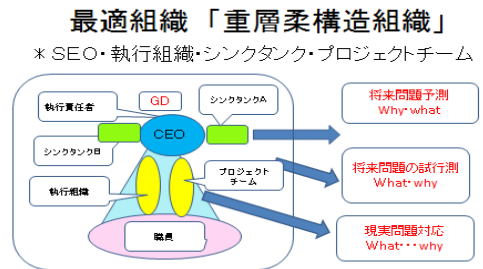 最適組織「重層柔構造組織」
＊ＳＥＯ・執行組織・シンクタンク・プロジェクトチーム
執行責任者
GD
シンクタンクA
CEO
シンクタンクB
執行組織
プロジェクト
チーム
職員
将来問題予測
Why・what
将来問題の試行測
What・why
現実問題対応
What・・・why